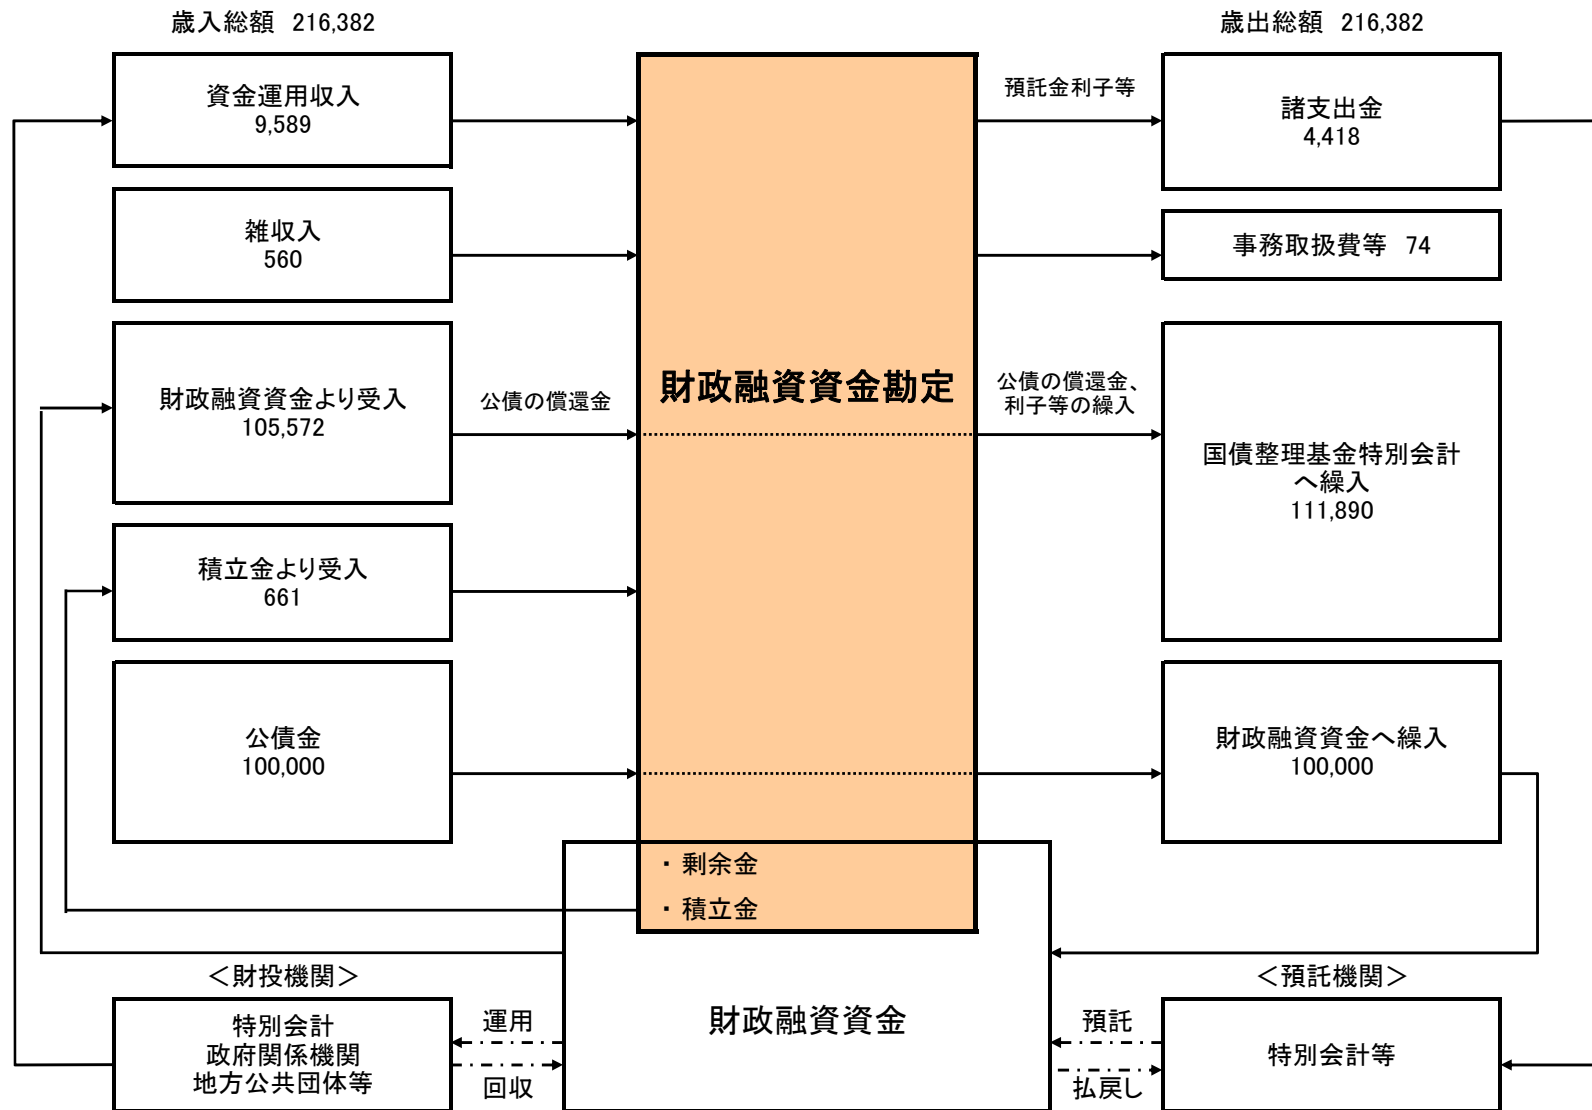 歳入総額 216,382
歳出総額 216,382
資金運用収入
9,589
雑収入
560
財政融資資金より受入
105,572
積立金より受入
661
公債金
100,000
公債の償還金
財政融資資金勘定
・ 剰余金
・ 積立金
預託金利子等
公債の償還金、
利子等の繰入
諸支出金
4,418
事務取扱費等 74
国債整理基金特別会計
へ繰入
111,890
財政融資資金へ繰入
100,000
＜財投機関＞
特別会計
政府関係機関
地方公共団体等
運用
回収
財政融資資金
預託
払戻し
＜預託機関＞
特別会計等